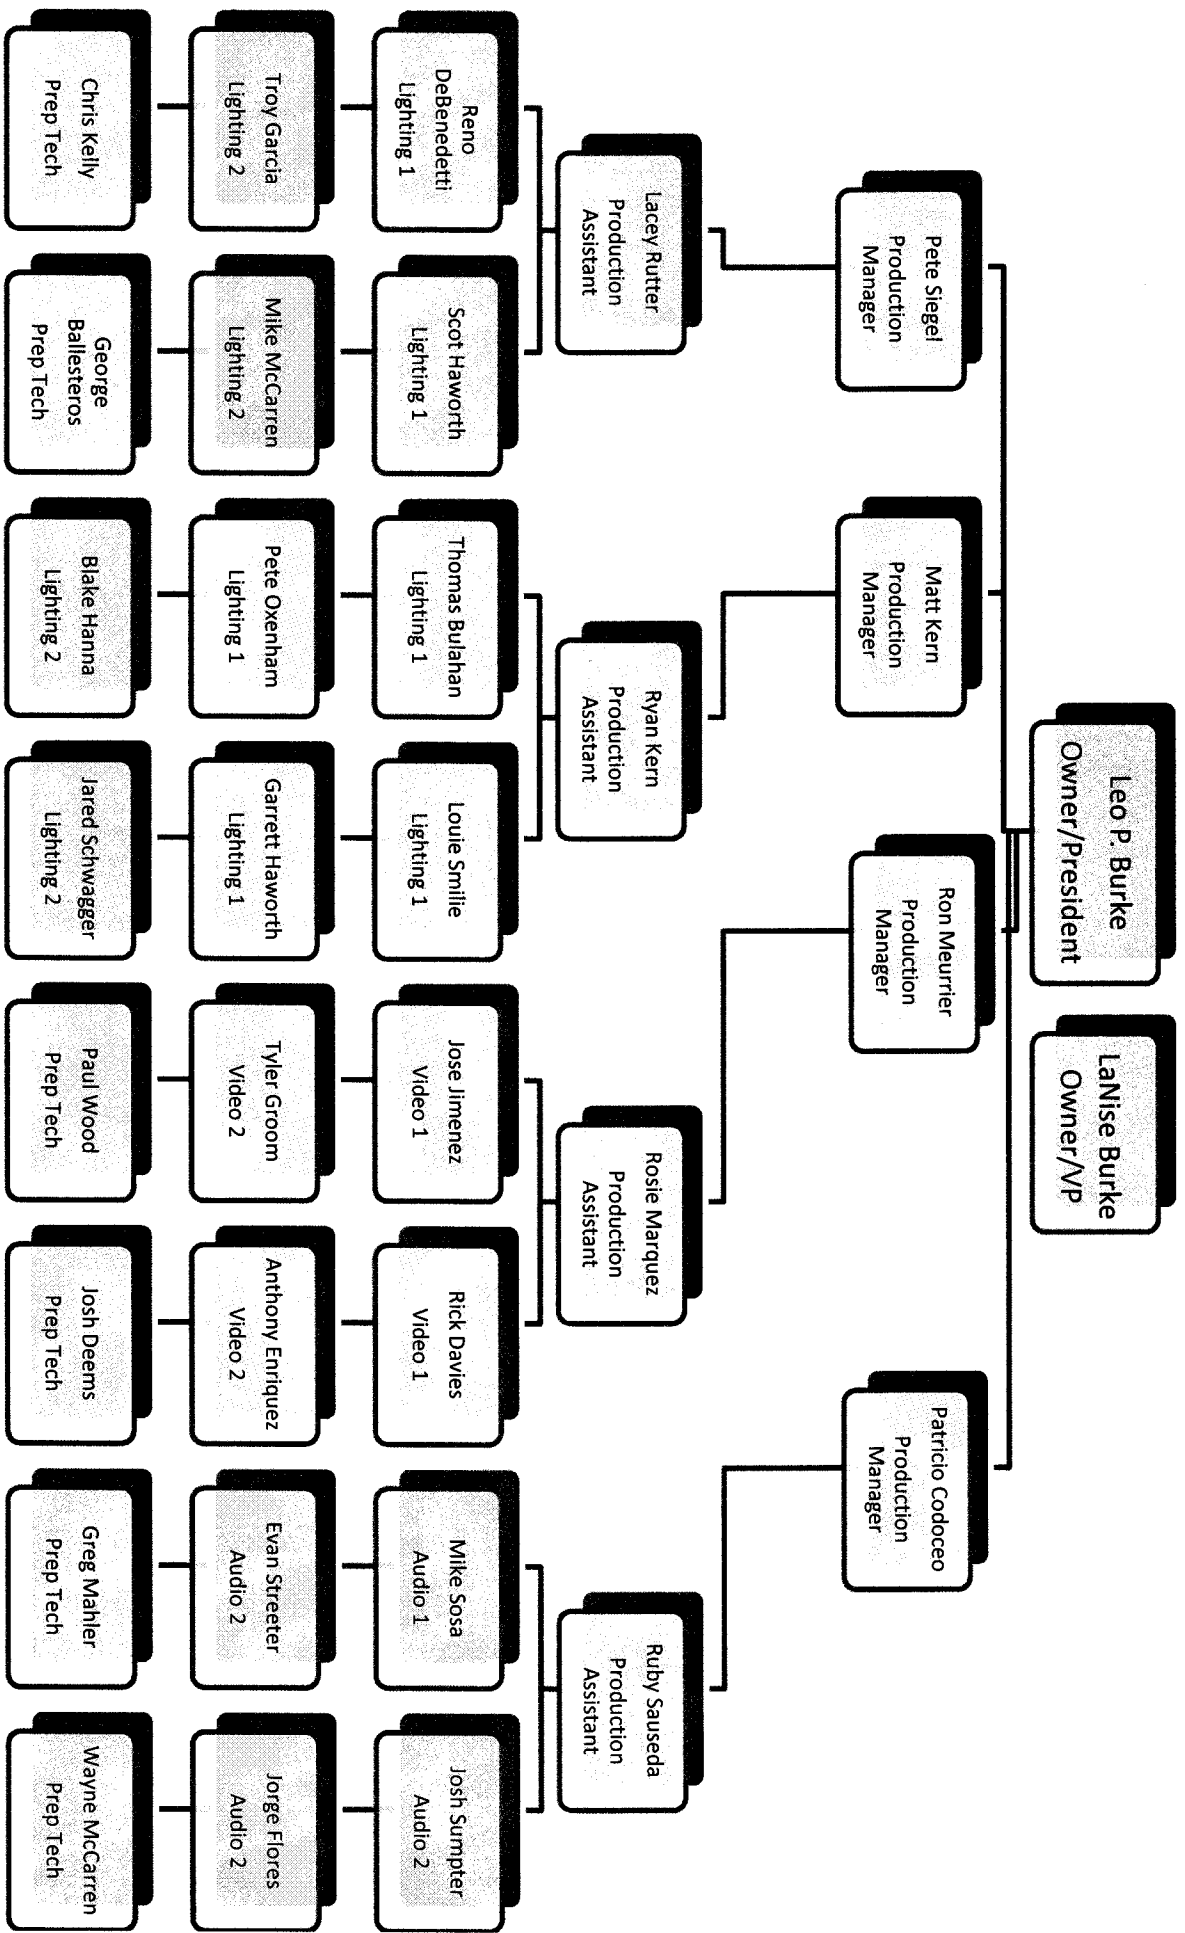 Leo P. Burke
Owner/President
LaNise Burke
Owner/VP
Pete Siegel
Production
Manager
Matt Kern
Production
Manager
Ron Meurrier
Production
Manager
Patricio Codoceo
Production
Manager
Lacey Rutter
Production
Assistant
Ryan Kern
Production
Assistant
Rosie Marquez
Production
Assistant
Ruby Sauseda
Production
Assistant
Reno
DeBenedetti
Lighting 1
Scot Haworth
Lighting 1
Thomas Bulahan
Lighting 1
Louie Smilie
Lighting 1
Jose Jimenez
Video 1
Rick Davies
Video 1
Mike Sosa
Audio 1
Josh Sumpter
Audio 2
Troy Garcia
Lighting 2
Mike McCarren
Lighting 2
Pete Oxenham
Lighting 1
Garrett Haworth
Lighting 1
Tyler Groom
Video 2
Anthony Enriquez
Video 2
Evan Streeter
Audio 2
Jorge Flores
Audio 2
Chris Kelly
Prep Tech
George
Ballesteros
Prep Tech
Blake Hanna
Lighting 2
Jared Schwagger
Lighting 2
Paul Wood
Prep Tech
Josh Deems
Prep Tech
Greg Mahler
Prep Tech
Wayne McCarren
Prep Tech